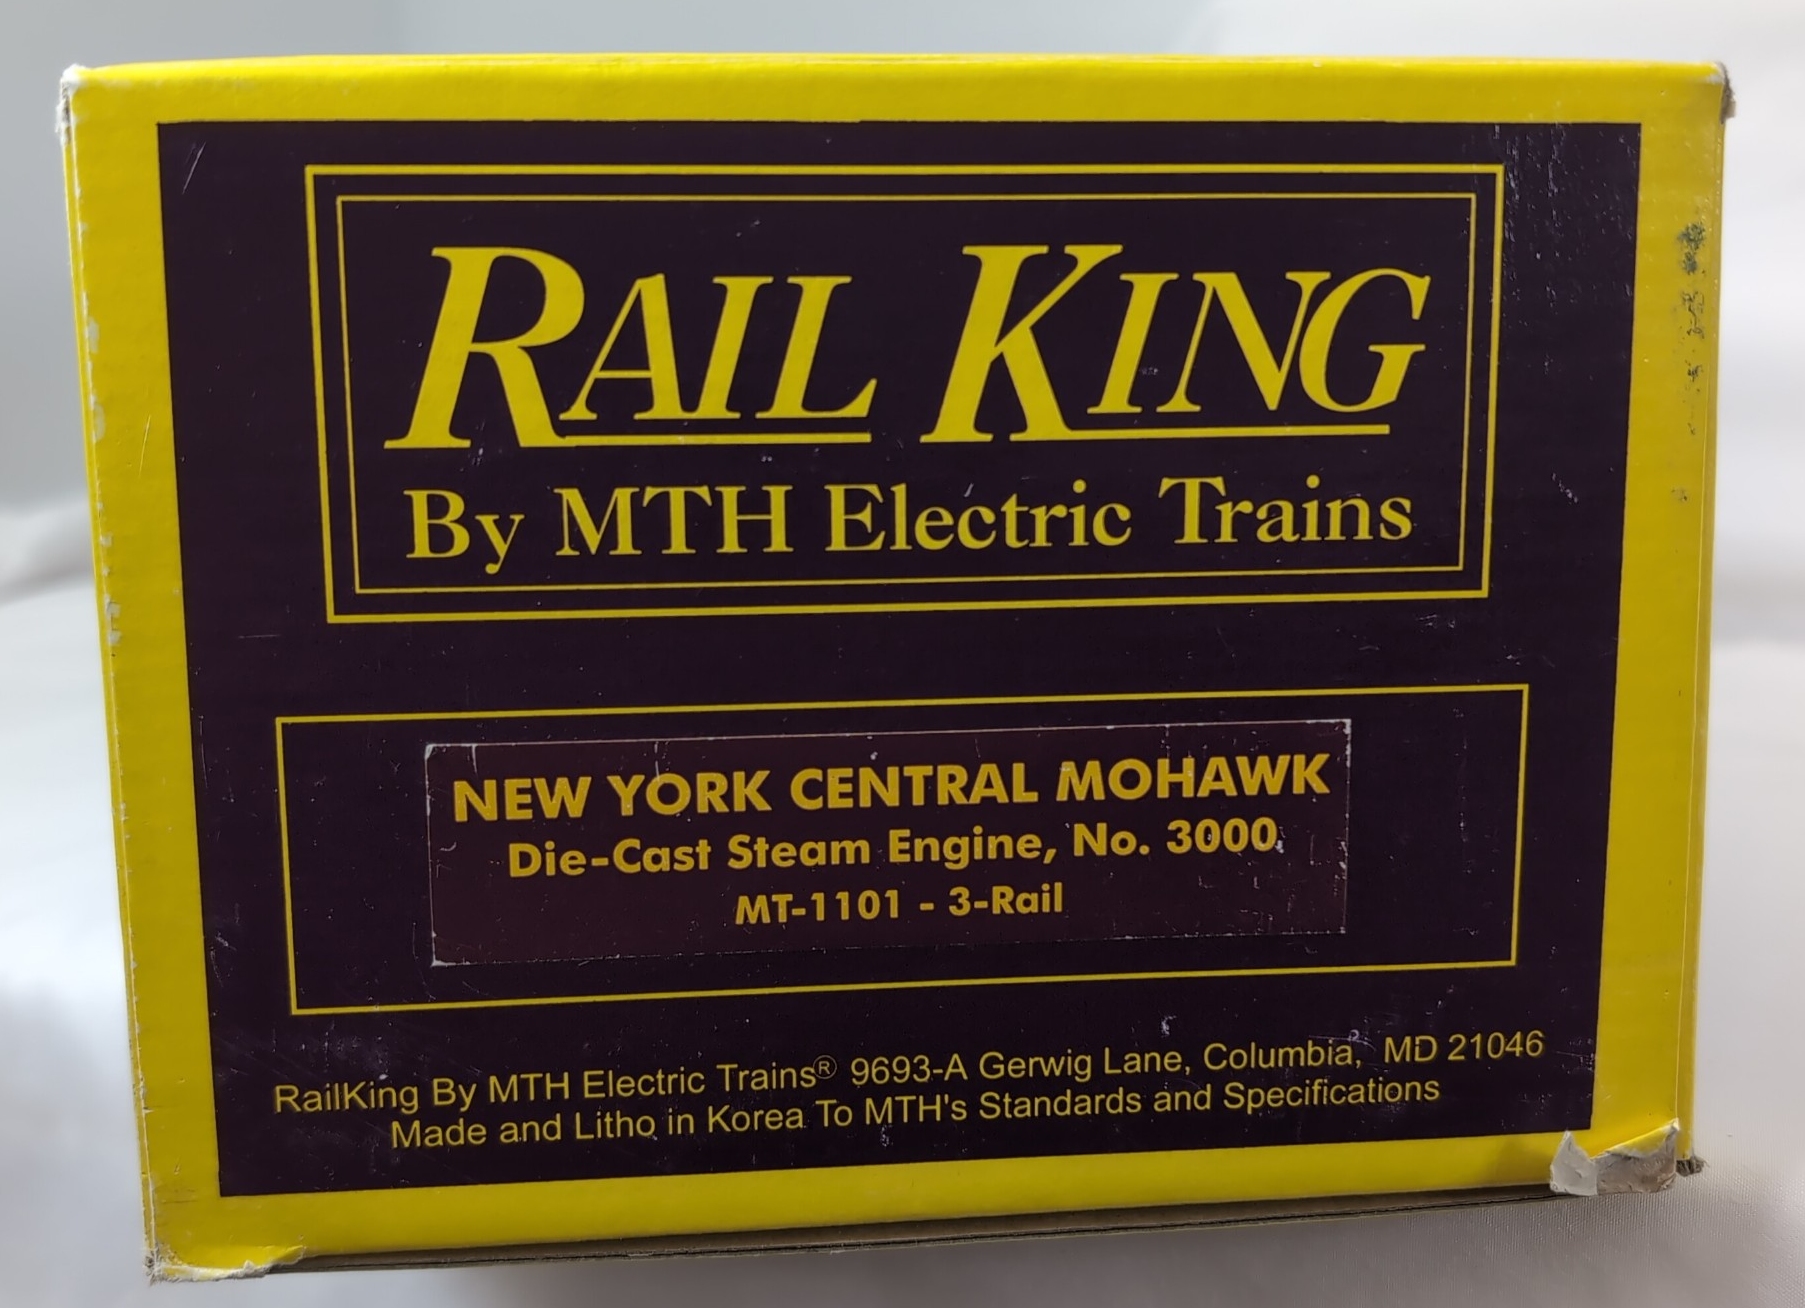 RAIL KING
By MTH Electric Trains
NEW YORK CENTRAL MOHAWK
Die-Cast Steam Engine, No. 3000
MT-1101 - 3-Rail
RailKing By MTH Electric Trains® 9693-A Gerwig Lane, Columbia, MD 21046
Made and Litho in Korea To MTH's Standards and Specifications